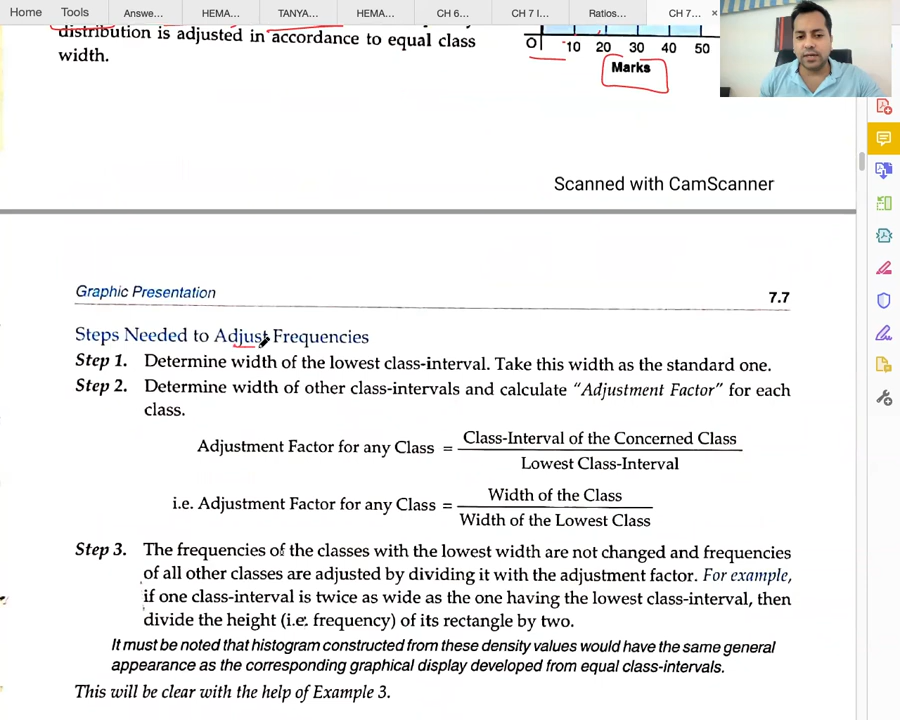 Home Tools Answe... HEMA... TANYA... HEMA... CH 6... CH 7 I... Ratios... CH 7... ×
distribution is adjusted in accordance to equal class
width.
O 10 20 30 40 50
Marks
Scanned with CamScanner
Graphic Presentation 7.7
Steps Needed to Adjust Frequencies
Step 1. Determine width of the lowest class-interval. Take this width as the standard one.
Step 2. Determine width of other class-intervals and calculate "Adjustment Factor" for each
class.
Adjustment Factor for any Class = Class-Interval of the Concerned Class
Lowest Class-Interval
i.e. Adjustment Factor for any Class = Width of the Class
Width of the Lowest Class
Step 3. The frequencies of the classes with the lowest width are not changed and frequencies
of all other classes are adjusted by dividing it with the adjustment factor. For example,
if one class-interval is twice as wide as the one having the lowest class-interval, then
divide the height (i.e. frequency) of its rectangle by two.
It must be noted that histogram constructed from these density values would have the same general
appearance as the corresponding graphical display developed from equal class-intervals.
This will be clear with the help of Example 3.